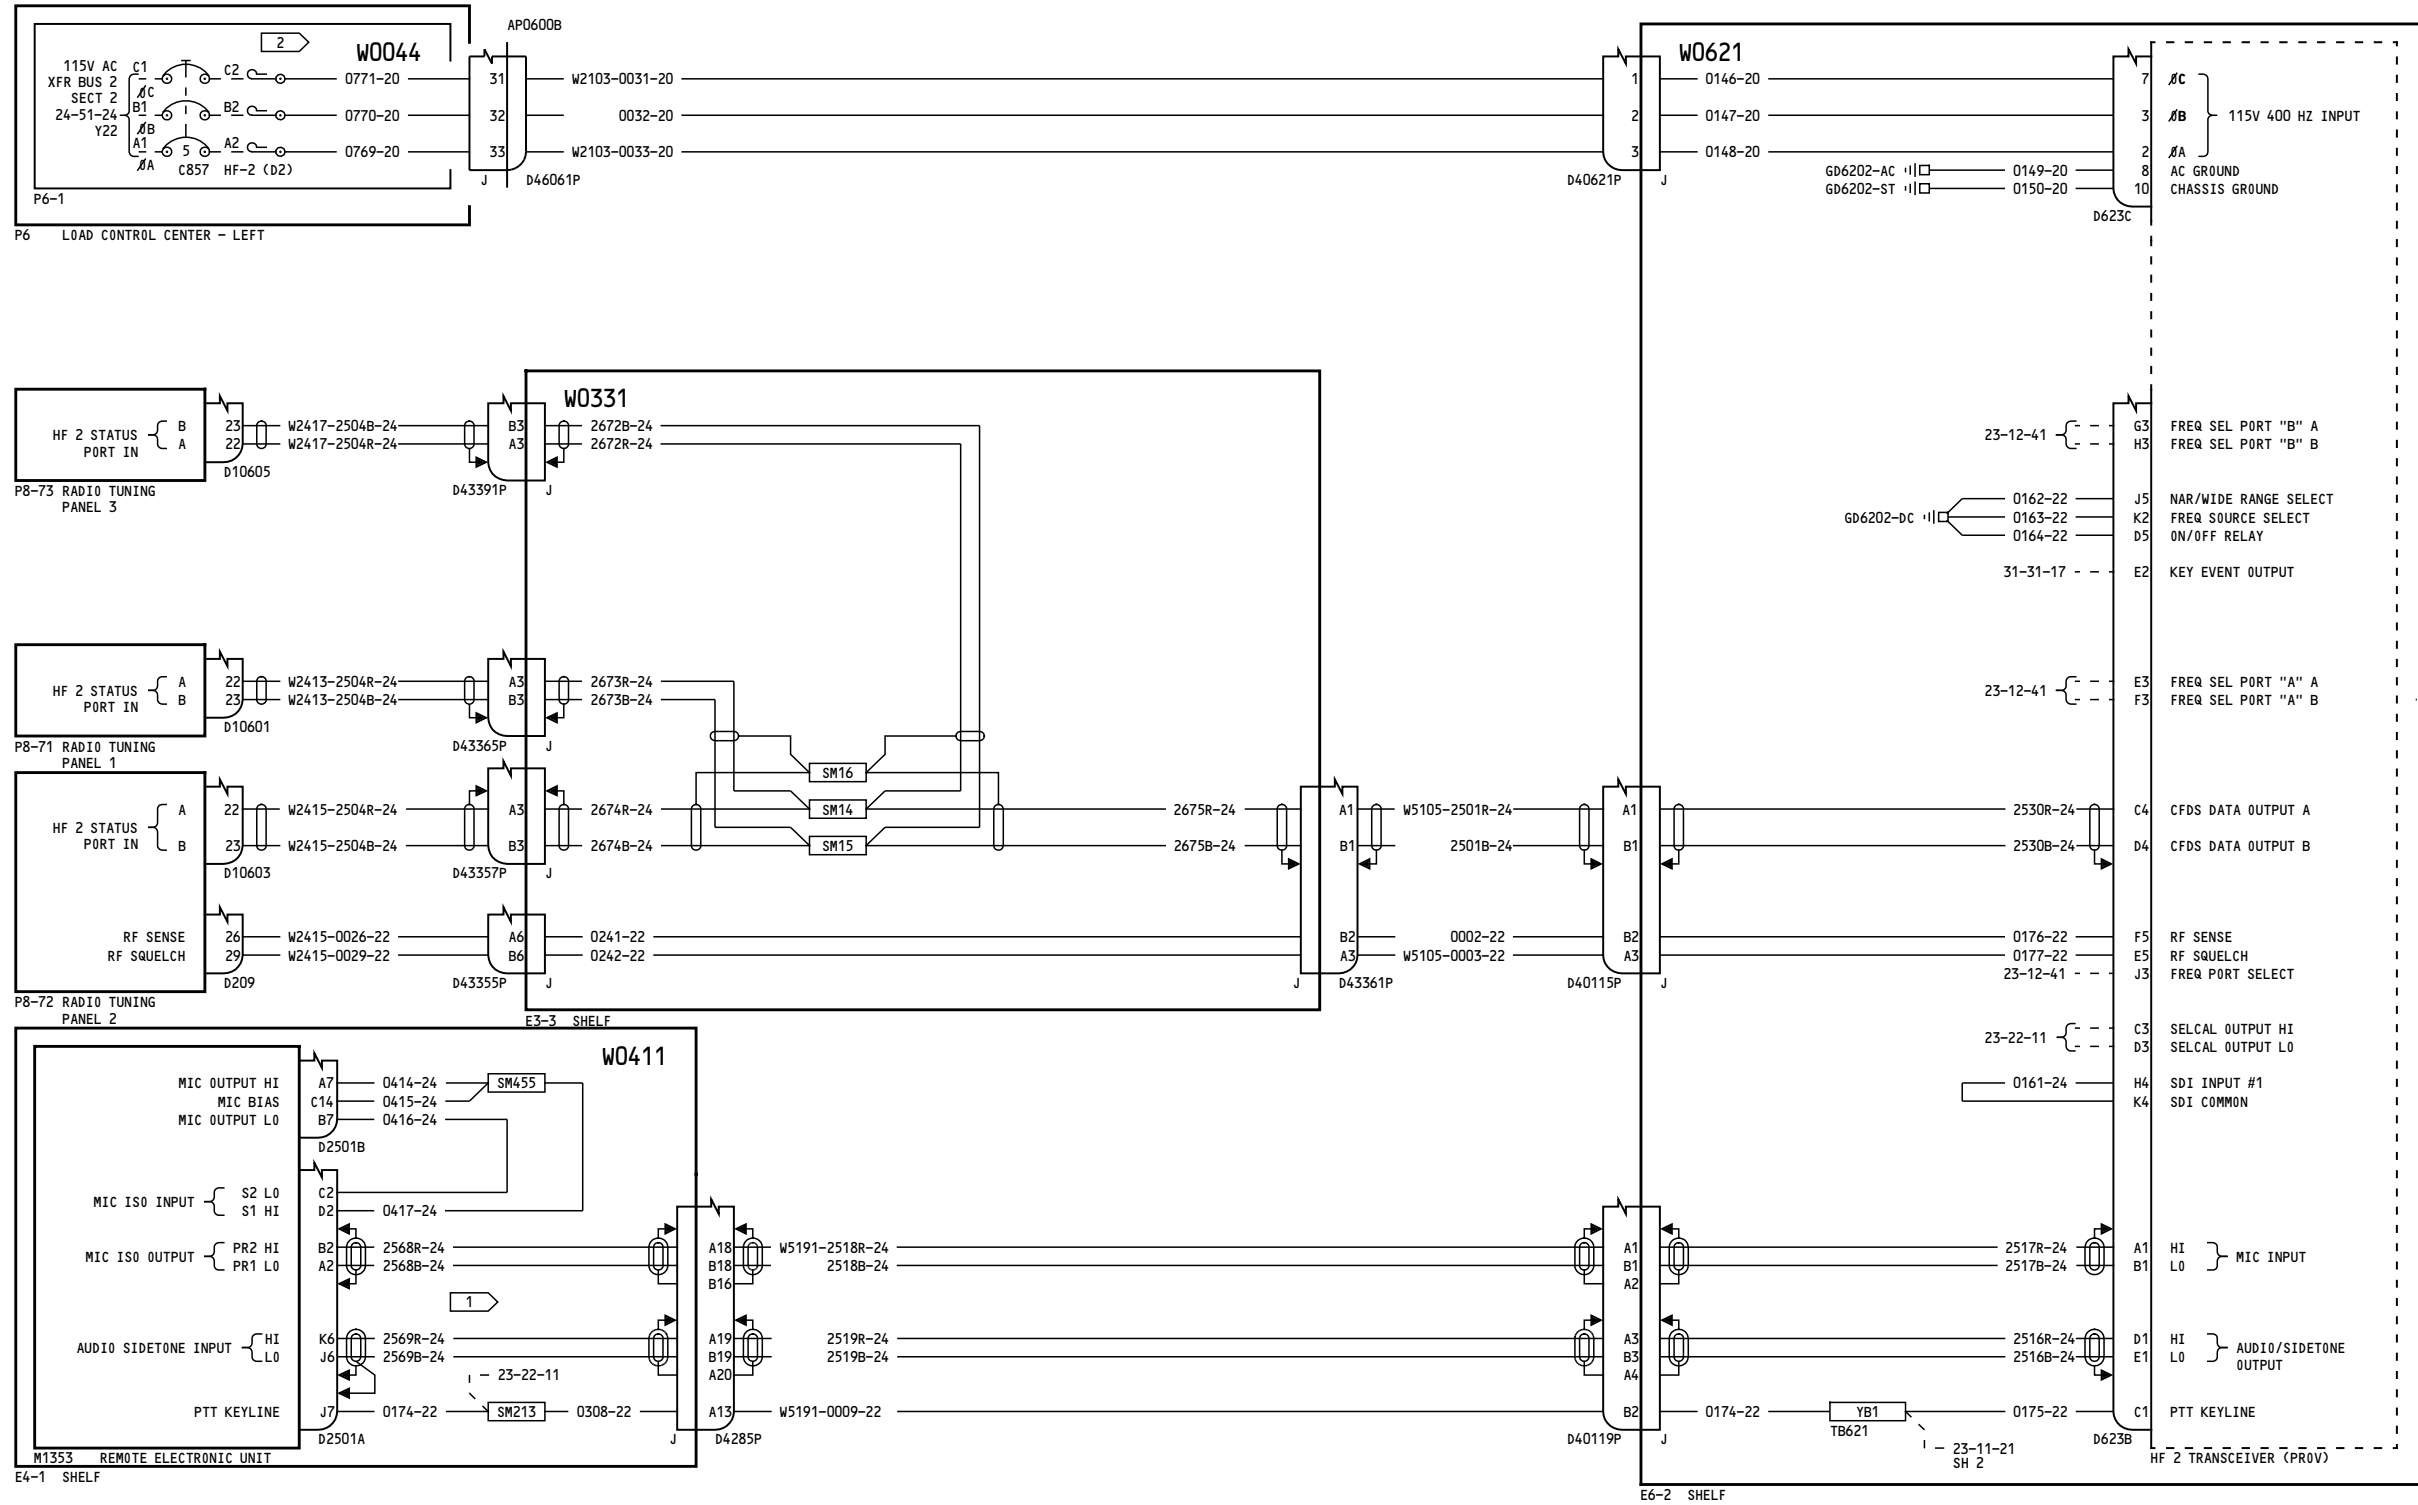 AP0600B
2
W0044
W0621
115V AC
XFR BUS 2
SECT 2
24-51-24
Y22
C1 C2 0771-20 31 W2103-0031-20 1 0146-20 7 ØC
ØC
B1 B2 0770-20 32 0032-20 2 0147-20 3 ØB 115V 400 HZ INPUT
ØB
A1 5 A2 0769-20 33 W2103-0033-20 3 0148-20 2 ØA
ØA C857 HF-2 (D2)
J D46061P D40621P J
GD6202-AC 0149-20 8 AC GROUND
GD6202-ST 0150-20 10 CHASSIS GROUND
D623C
P6-1
P6 LOAD CONTROL CENTER - LEFT
W0331
HF 2 STATUS
PORT IN
B 23 W2417-2504B-24 B3 2672B-24
A 22 W2417-2504R-24 A3 2672R-24
D10605 D43391P J
P8-73 RADIO TUNING
PANEL 3
23-12-41
G3 FREQ SEL PORT "B" A
H3 FREQ SEL PORT "B" B
GD6202-DC
0162-22 J5 NAR/WIDE RANGE SELECT
0163-22 K2 FREQ SOURCE SELECT
0164-22 D5 ON/OFF RELAY
31-31-17 E2 KEY EVENT OUTPUT
HF 2 STATUS
PORT IN
A 22 W2413-2504R-24 A3 2673R-24
B 23 W2413-2504B-24 B3 2673B-24
D10601 D43365P J
P8-71 RADIO TUNING
PANEL 1
23-12-41
E3 FREQ SEL PORT "A" A
F3 FREQ SEL PORT "A" B
SM16
HF 2 STATUS
PORT IN
A 22 W2415-2504R-24 A3 2674R-24 SM14 2675R-24 A1 W5105-2501R-24 A1 2530R-24 C4 CFDS DATA OUTPUT A
B 23 W2415-2504B-24 B3 2674B-24 SM15 2675B-24 B1 2501B-24 B1 2530B-24 D4 CFDS DATA OUTPUT B
D10603 D43357P J
RF SENSE 26 W2415-0026-22 A6 0241-22 B2 0002-22 B2 0176-22 F5 RF SENSE
RF SQUELCH 29 W2415-0029-22 B6 0242-22 A3 W5105-0003-22 A3 0177-22 E5 RF SQUELCH
23-12-41 J3 FREQ PORT SELECT
D209 D43355P J J D43361P D40115P J
P8-72 RADIO TUNING
PANEL 2
E3-3 SHELF
23-22-11
C3 SELCAL OUTPUT HI
D3 SELCAL OUTPUT LO
W0411
MIC OUTPUT HI A7 0414-24 SM455
MIC BIAS C14 0415-24
MIC OUTPUT LO B7 0416-24
D2501B
0161-24 H4 SDI INPUT #1
K4 SDI COMMON
MIC ISO INPUT
S2 LO C2
S1 HI D2 0417-24
MIC ISO OUTPUT
PR2 HI B2 2568R-24 A18 W5191-2518R-24 A1 2517R-24 A1 HI
PR1 LO A2 2568B-24 B18 2518B-24 B1 2517B-24 B1 LO
MIC INPUT
B16 A2
1
AUDIO SIDETONE INPUT
HI K6 2569R-24 A19 2519R-24 A3 2516R-24 D1 HI
LO J6 2569B-24 B19 2519B-24 B3 2516B-24 E1 LO
AUDIO/SIDETONE
OUTPUT
23-22-11 A20 A4
PTT KEYLINE J7 0174-22 SM213 0308-22 A13 W5191-0009-22 B2 0174-22 YB1 0175-22 C1 PTT KEYLINE
TB621
D2501A J D4285P D40119P J D623B
23-11-21
SH 2
M1353 REMOTE ELECTRONIC UNIT
HF 2 TRANSCEIVER (PROV)
E4-1 SHELF
E6-2 SHELF